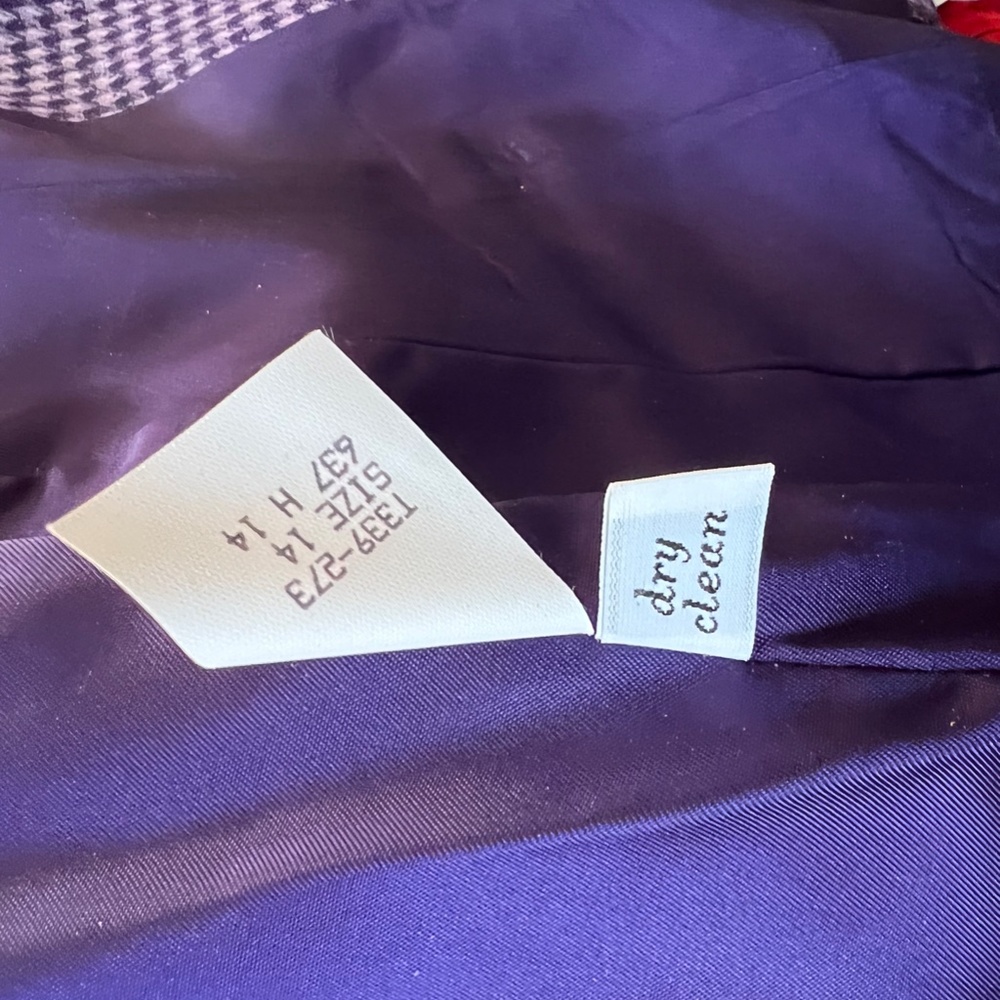 T339-273
SIZE 14
637 H 14
dry
clean